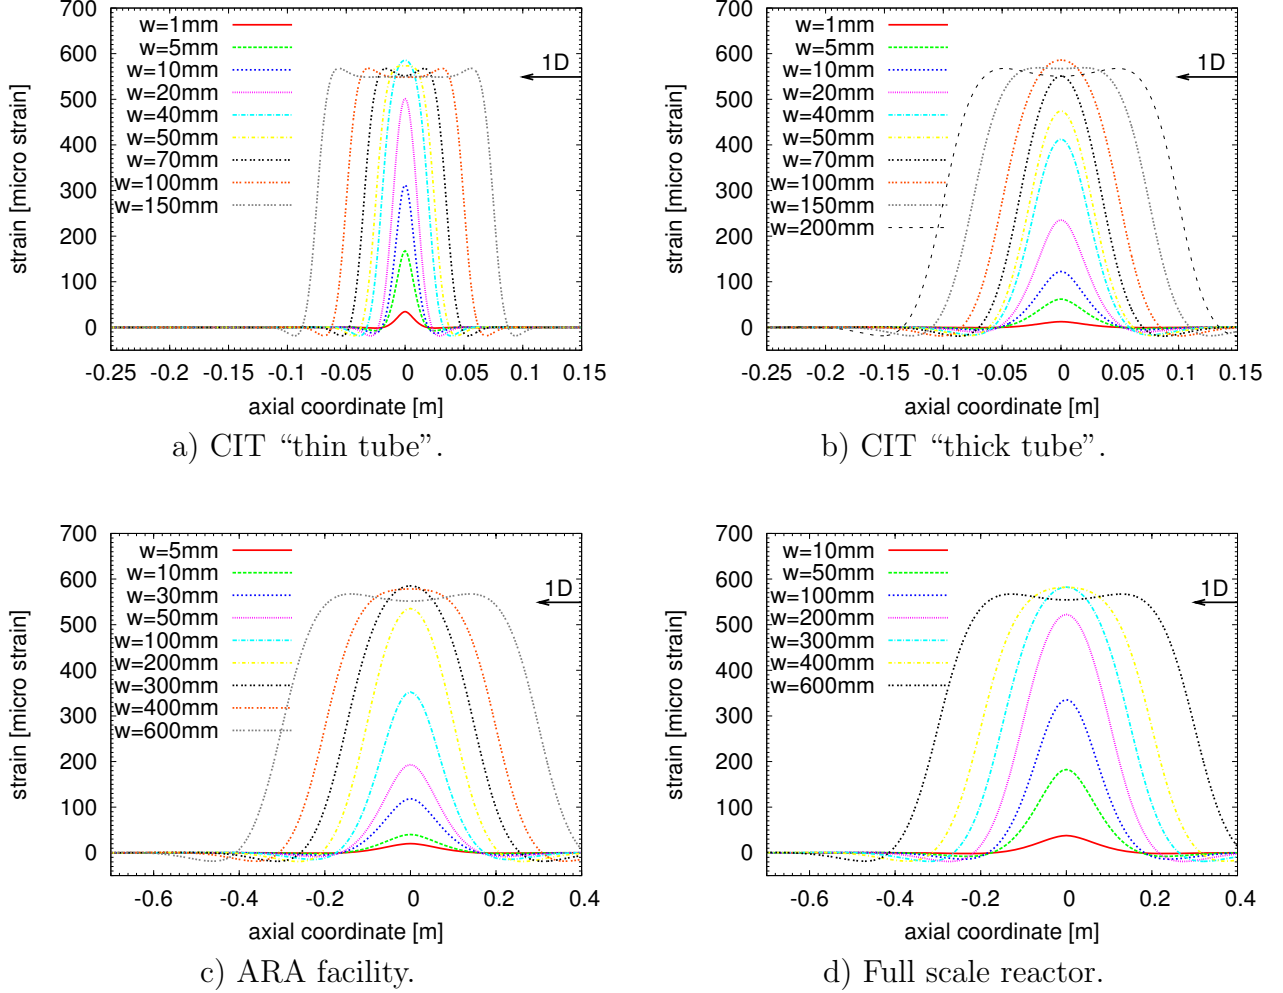 700
600
500
400
300
200
100
0
strain [micro strain]
w=1mm
w=5mm
w=10mm
w=20mm
w=40mm
w=50mm
w=70mm
w=100mm
w=150mm
1D
-0.25 -0.2 -0.15 -0.1 -0.05 0 0.05 0.1 0.15
axial coordinate [m]
a) CIT “thin tube”.
700
600
500
400
300
200
100
0
strain [micro strain]
w=1mm
w=5mm
w=10mm
w=20mm
w=40mm
w=50mm
w=70mm
w=100mm
w=150mm
w=200mm
1D
-0.25 -0.2 -0.15 -0.1 -0.05 0 0.05 0.1 0.15
axial coordinate [m]
b) CIT “thick tube”.
700
600
500
400
300
200
100
0
strain [micro strain]
w=5mm
w=10mm
w=30mm
w=50mm
w=100mm
w=200mm
w=300mm
w=400mm
w=600mm
1D
-0.6 -0.4 -0.2 0 0.2 0.4
axial coordinate [m]
c) ARA facility.
700
600
500
400
300
200
100
0
strain [micro strain]
w=10mm
w=50mm
w=100mm
w=200mm
w=300mm
w=400mm
w=600mm
1D
-0.6 -0.4 -0.2 0 0.2 0.4
axial coordinate [m]
d) Full scale reactor.